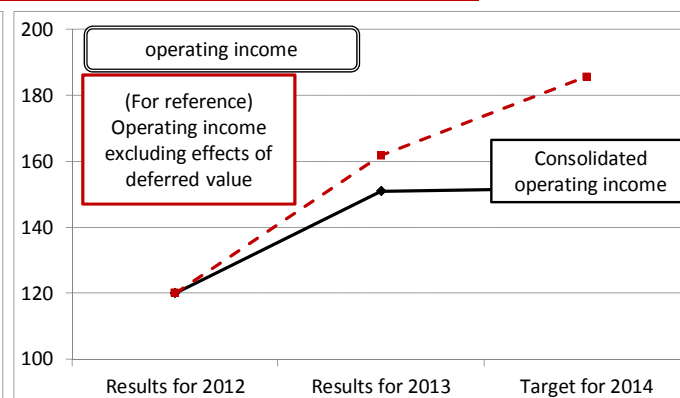 200
180
160
140
120
100
operating income
(For reference)
Operating income
excluding effects of
deferred value
Consolidated
operating income
Results for 2012
Results for 2013
Target for 2014